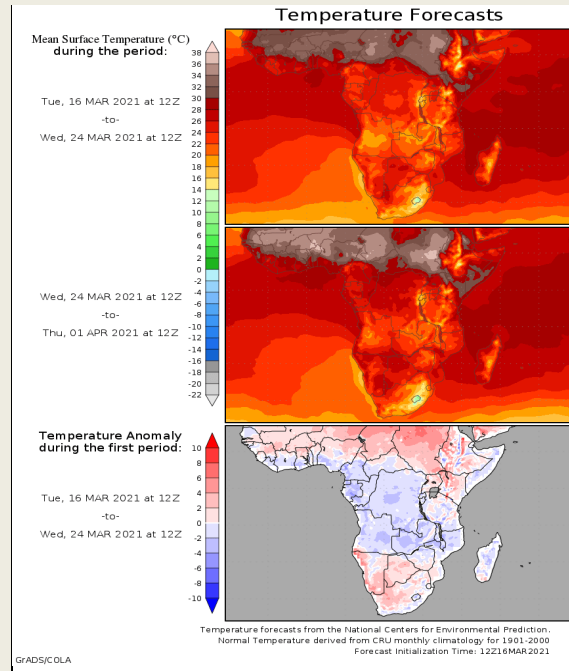 Temperature Forecasts
Mean Surface Temperature (°C)
during the period:
38
36
34
32
30
28
26
24
22
20
18
16
14
12
10
8
6
4
2
0
-2
-4
-6
-8
-10
-12
-14
-16
-18
-20
-22
Tue, 16 MAR 2021 at 12Z
-to-
Wed, 24 MAR 2021 at 12Z
Wed, 24 MAR 2021 at 12Z
-to-
Thu, 01 APR 2021 at 12Z
Temperature Anomaly
during the first period:
10
8
6
4
2
0
-2
-4
-6
-8
-10
Tue, 16 MAR 2021 at 12Z
-to-
Wed, 24 MAR 2021 at 12Z
Temperature forecasts from the National Centers for Environmental Prediction.
Normal Temperature derived from CRU monthly climatology for 1901-2000
Forecast Initialization Time: 12Z16MAR2021
GrADS/COLA